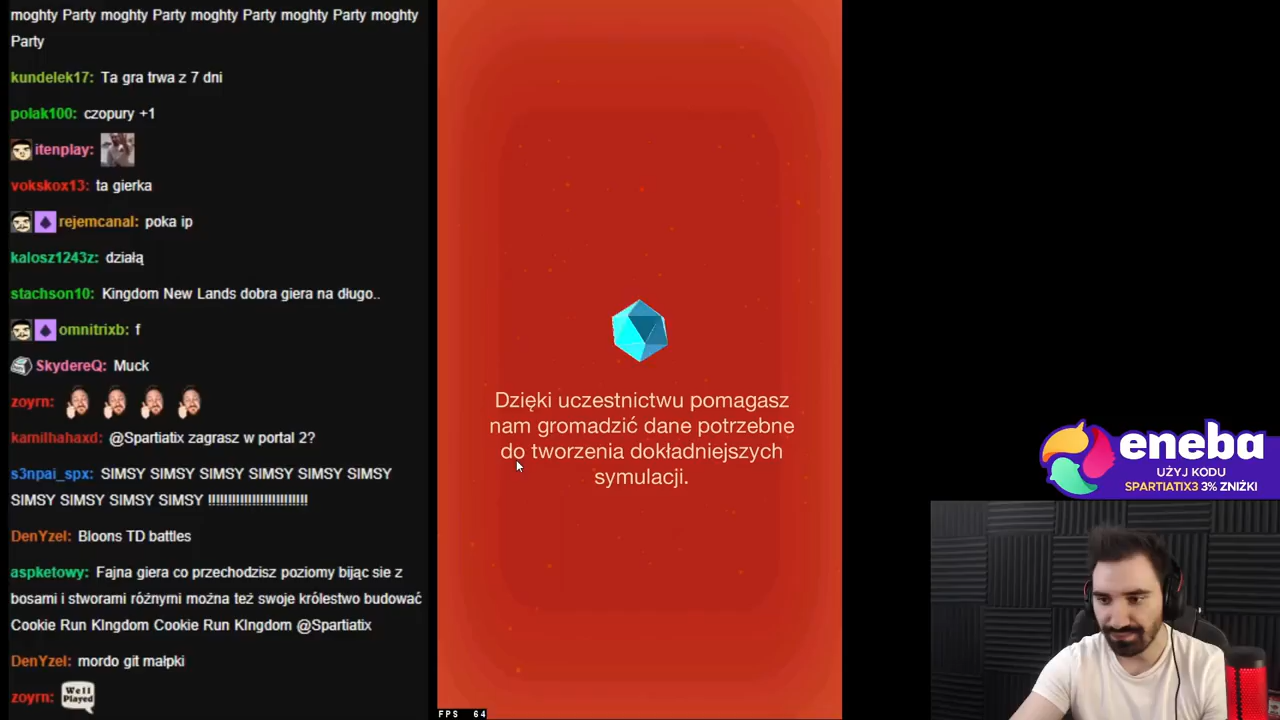 moghty Party moghty Party moghty Party moghty Party moghty
Party
kundelek17: Ta gra trwa z 7 dni
polak100: czopury +1
itenplay:
vokskox13: ta gierka
rejemcanal: poka ip
kalosz1243z: działą
stachson10: Kingdom New Lands dobra giera na długo..
omnitrixb: f
SkydereQ: Muck
zoyrn:
kamilhahaxd: @Spartiatix zagrasz w portal 2?
s3npai_spx: SIMSY SIMSY SIMSY SIMSY SIMSY SIMSY
SIMSY SIMSY SIMSY SIMSY !!!!!!!!!!!!!!!!!!!!!!!!!
DenYzel: Bloons TD battles
aspketowy: Fajna giera co przechodzisz poziomy bijąc sie z
bosami i stworami różnymi można też swoje królestwo budować
Cookie Run KIngdom Cookie Run KIngdom @Spartiatix
DenYzel: mordo git małpki
zoyrn: Well
Played
Dzięki uczestnictwu pomagasz
nam gromadzić dane potrzebne
do tworzenia dokładniejszych
symulacji.
FPS 64
eneba
UŻYJ KODU
SPARTIATIX3 3% ZNIŻKI